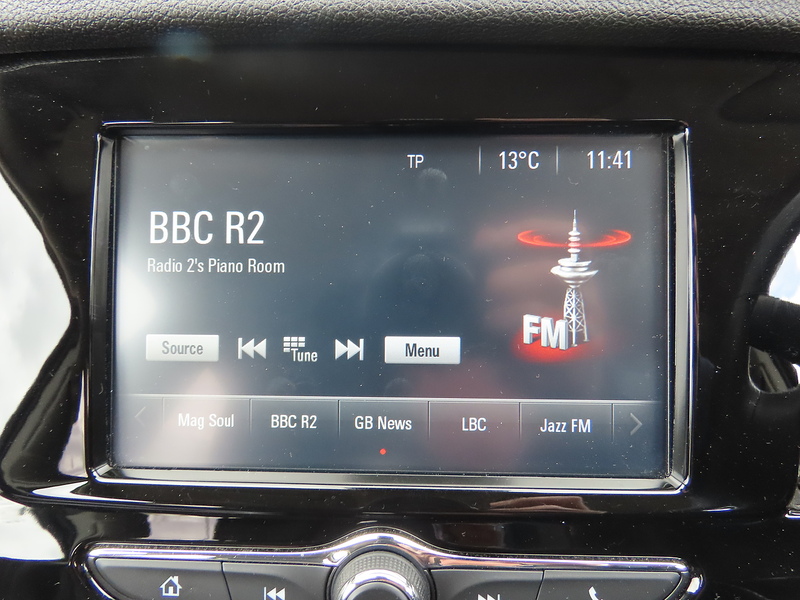 TP 13°C 11:41
BBC R2
Radio 2's Piano Room
FM
Source Tune Menu
Mag Soul BBC R2 GB News LBC Jazz FM